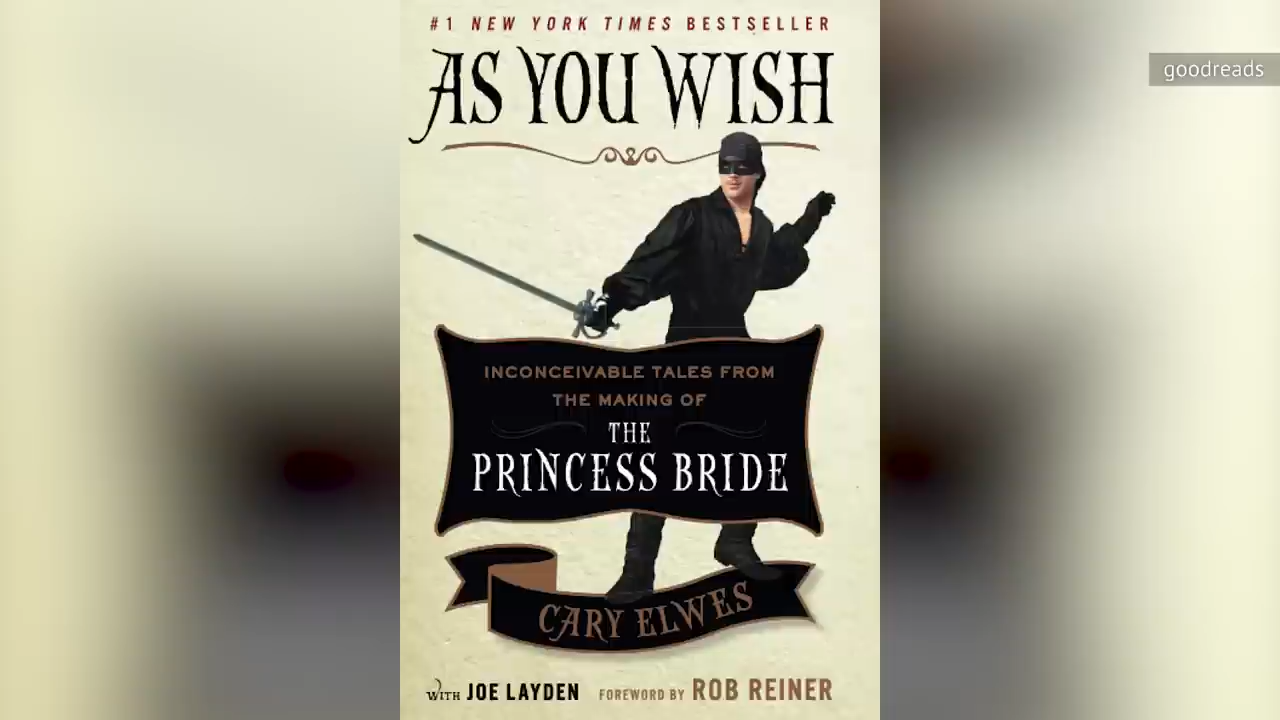 #1 NEW YORK TIMES BESTSELLER
AS YOU WISH
goodreads
INCONCEIVABLE TALES FROM
THE MAKING OF
THE
PRINCESS BRIDE
CARY ELWES
WITH JOE LAYDEN FOREWORD BY ROB REINER